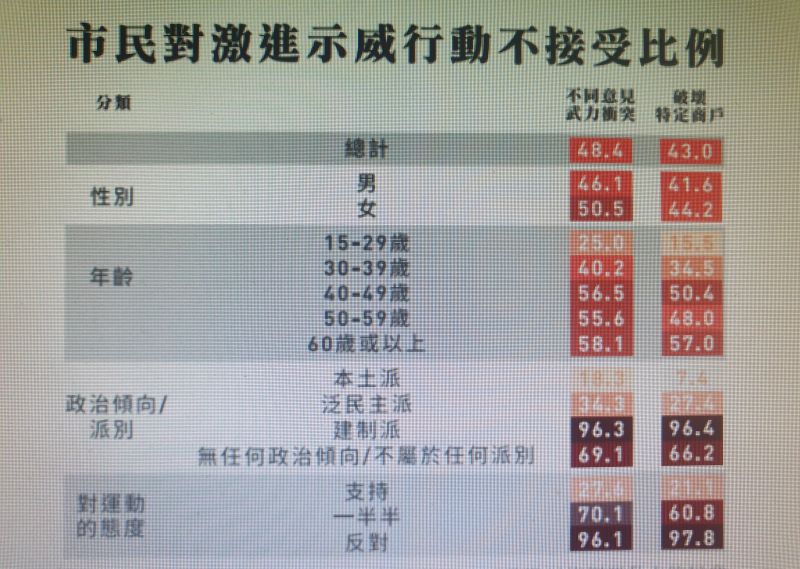 市民對激進示威行動不接受比例
分類 不同意見 破壞
武力衝突 特定商戶
總計 48.4 43.0
性別 男 46.1 41.6
女 50.5 44.2
15-29歲 25.0 15.5
年齡 30-39歲 40.2 34.5
40-49歲 56.5 50.4
50-59歲 55.6 48.0
60歲或以上 58.1 57.0
本土派 18.3 7.4
政治傾向/ 泛民主派 34.3 27.4
派別 建制派 96.3 96.4
無任何政治傾向/不屬於任何派別 69.1 66.2
對運動 支持 27.6 21.1
的態度 一半半 70.1 60.8
反對 96.1 97.8